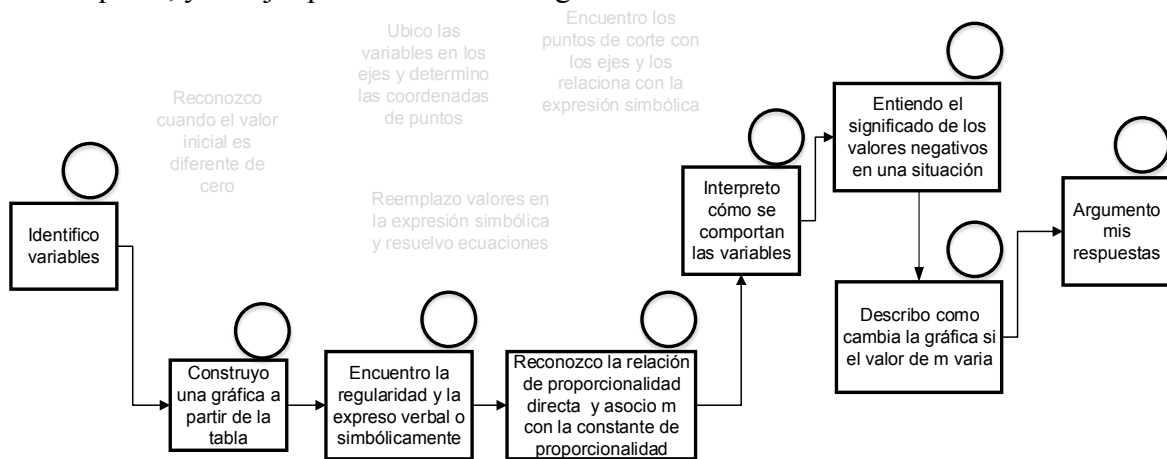 Ubico las
variables en los
ejes y determino
las coordenadas
de puntos
Encuentro los
puntos de corte con
los ejes y los
relaciona con la
expresión simbólica
Reconozco
cuando el valor
inicial es
diferente de
cero
Reemplazo valores en
la expresión simbólica
y resuelvo ecuaciones
Identifico
variables
Construyo
una gráfica a
partir de la
tabla
Encuentro la
regularidad y la
expreso verbal o
simbólicamente
Reconozco la relación
de proporcionalidad
directa y asocio m
con la constante de
proporcionalidad
Interpreto
cómo se
comportan
las variables
Entiendo el
significado de los
valores negativos
en una situación
Describo como
cambia la gráfica si
el valor de m varia
Argumento
mis
respuestas